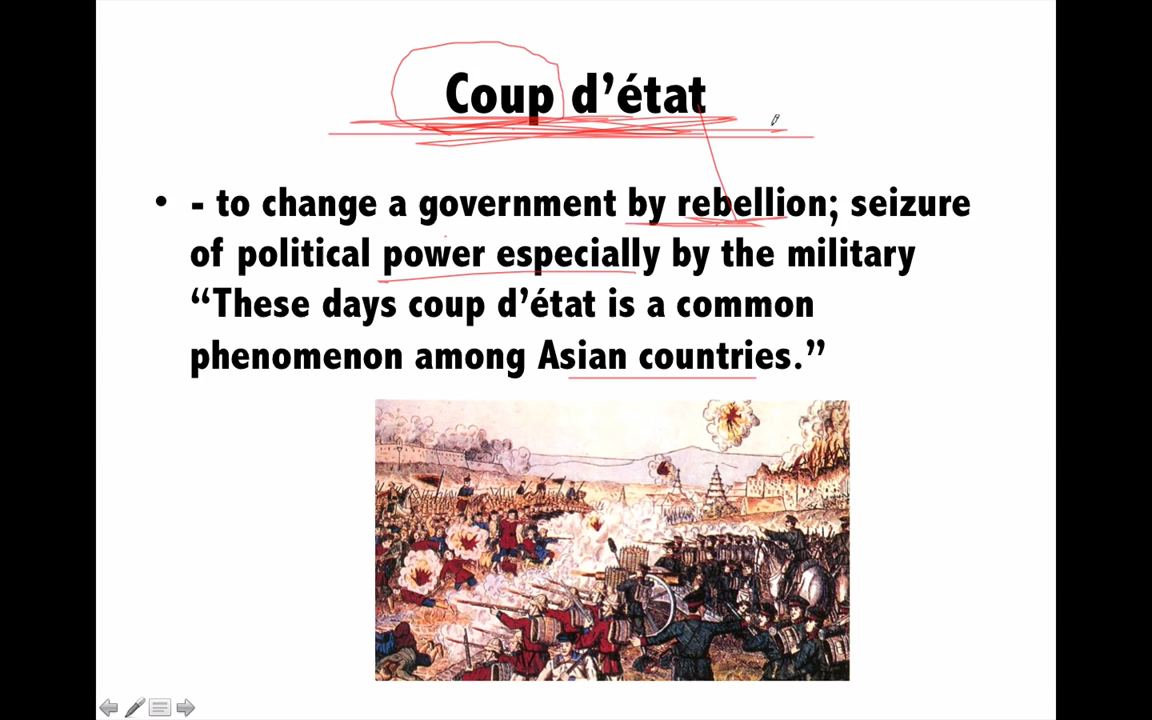 Coup d’état
• - to change a government by rebellion; seizure
of political power especially by the military
“These days coup d’état is a common
phenomenon among Asian countries.”